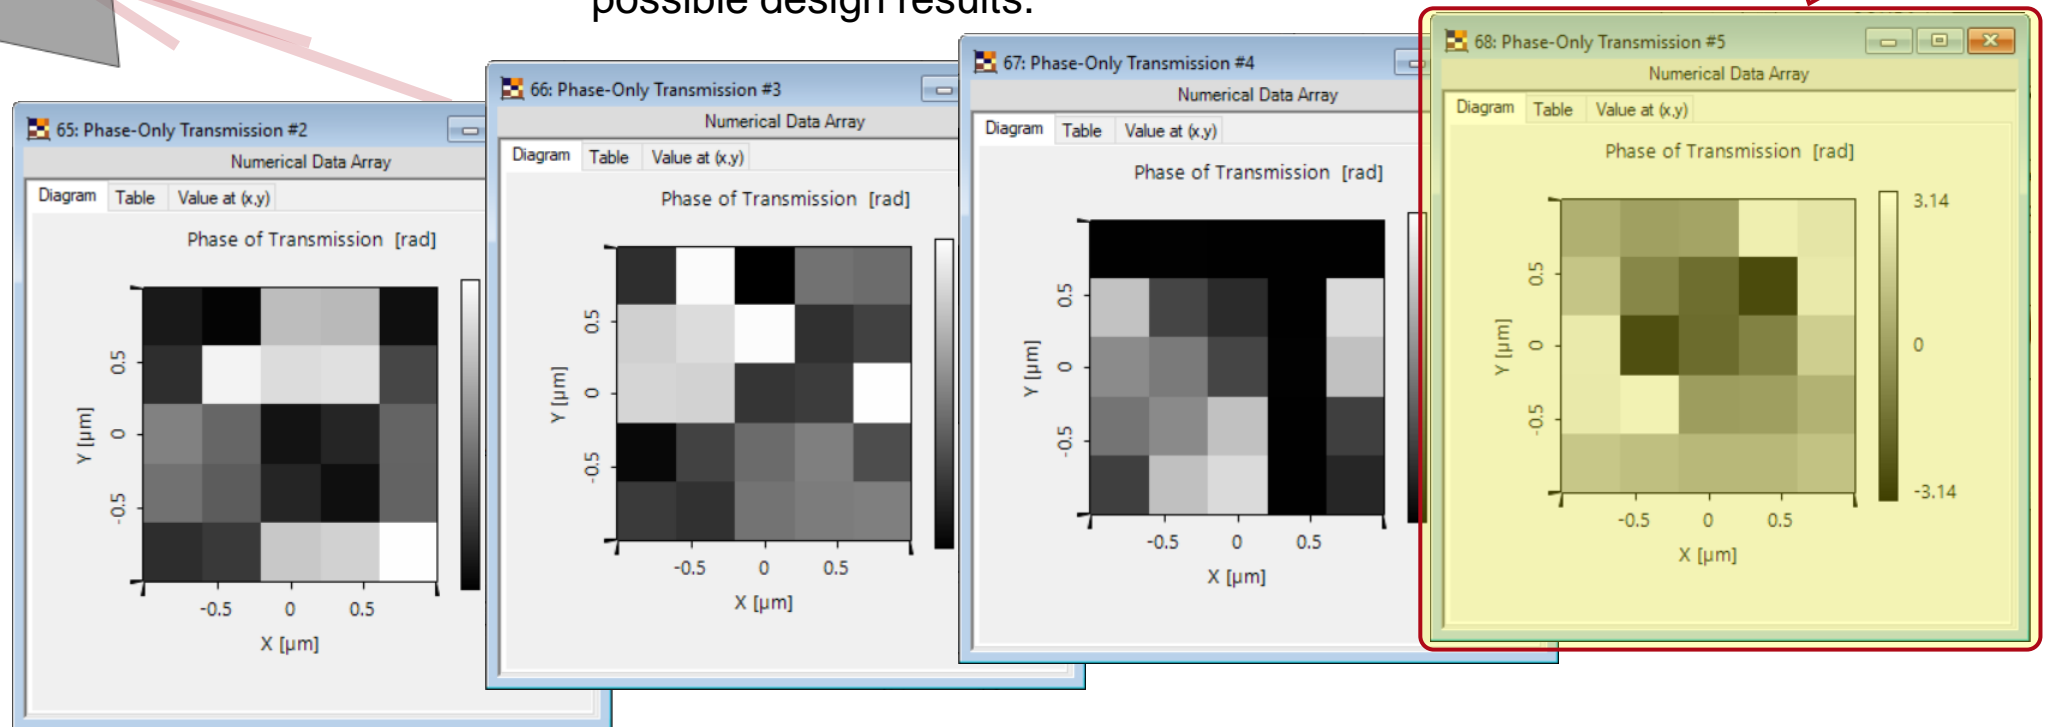 possible design results.
65: Phase-Only Transmission #2
Numerical Data Array
Diagram Table Value at (x,y)
Phase of Transmission [rad]
0.5
0
-0.5
Y [µm]
-0.5 0 0.5
X [µm]
66: Phase-Only Transmission #3
Numerical Data Array
Diagram Table Value at (x,y)
Phase of Transmission [rad]
0.5
0
-0.5
Y [µm]
-0.5 0 0.5
X [µm]
67: Phase-Only Transmission #4
Numerical Data Array
Diagram Table Value at (x,y)
Phase of Transmission [rad]
0.5
0
-0.5
Y [µm]
-0.5 0 0.5
X [µm]
68: Phase-Only Transmission #5
Numerical Data Array
Diagram Table Value at (x,y)
Phase of Transmission [rad]
3.14
0
-3.14
0.5
0
-0.5
Y [µm]
-0.5 0 0.5
X [µm]